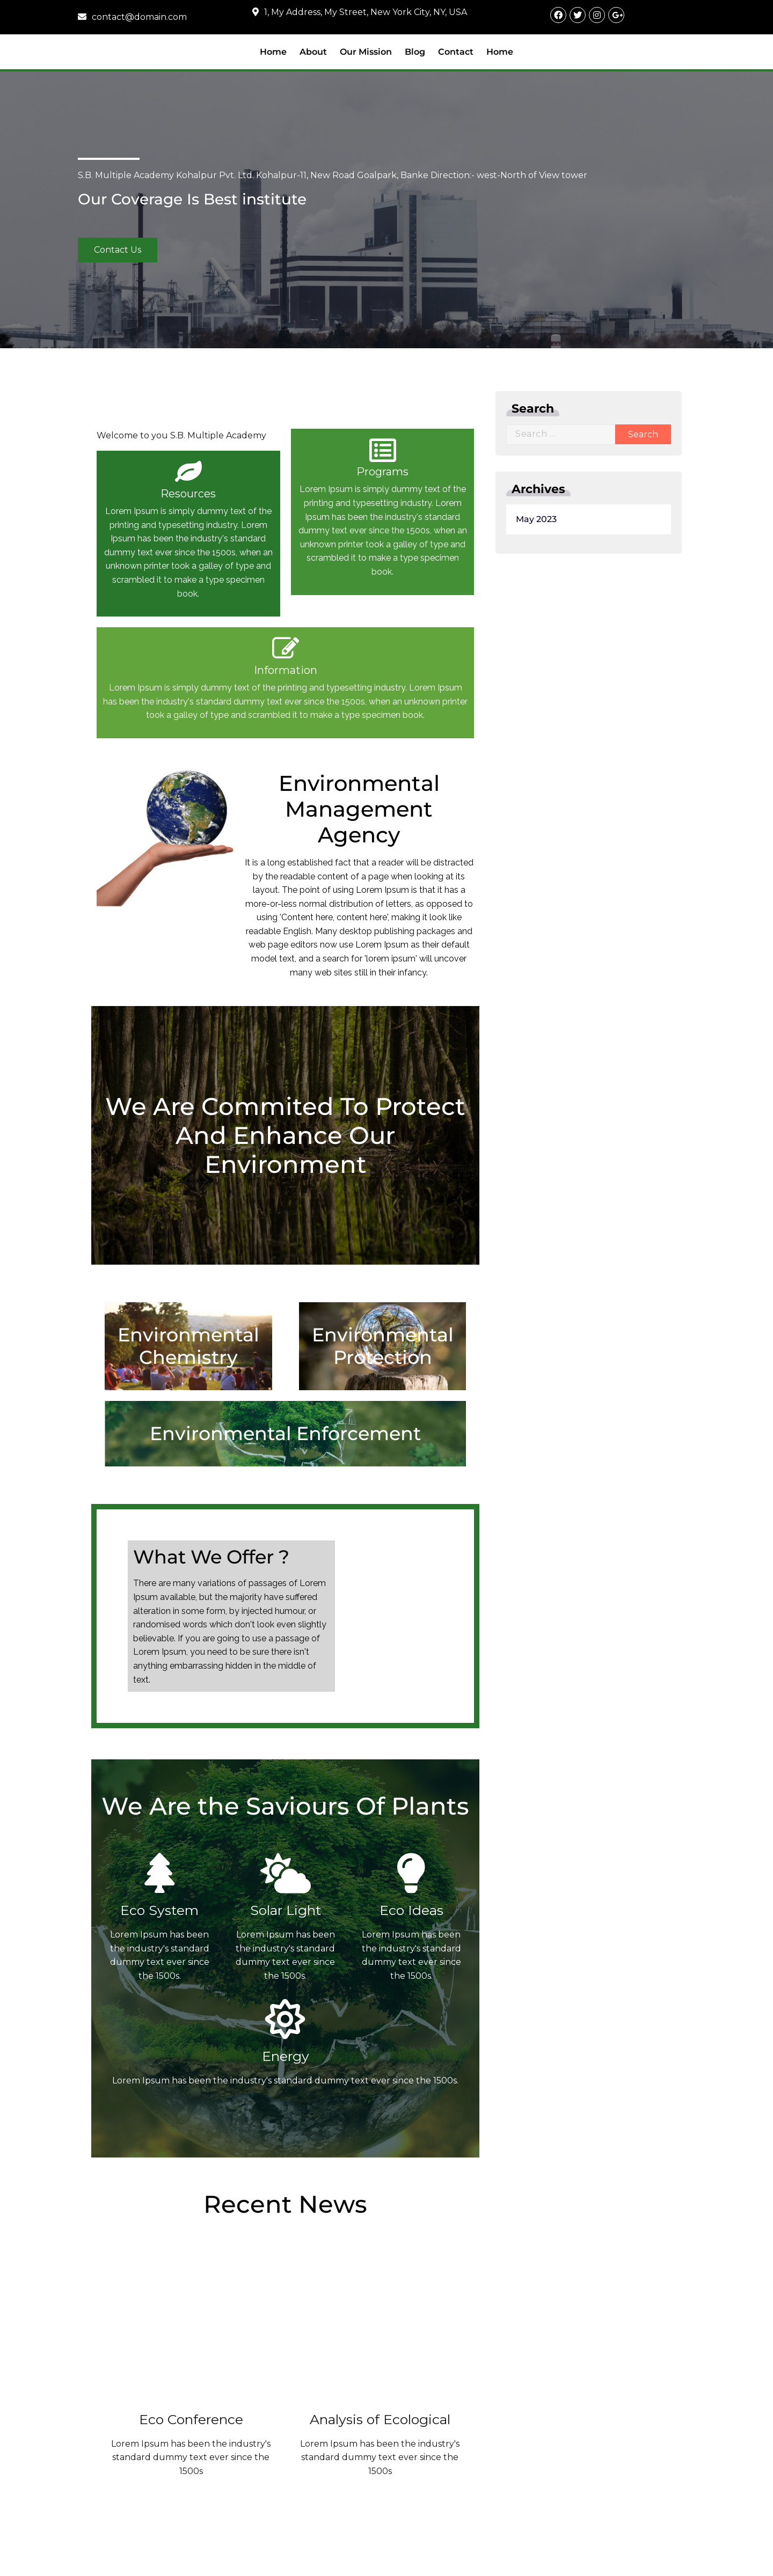 contact@domain.com
1, My Address, My Street, New York City, NY, USA
Home About Our Mission Blog Contact Home
S.B. Multiple Academy Kohalpur Pvt. Ltd. Kohalpur-11, New Road Goalpark, Banke Direction:- west-North of View tower
Our Coverage Is Best institute
Contact Us
Welcome to you S.B. Multiple Academy
Resources
Lorem Ipsum is simply dummy text of the
printing and typesetting industry. Lorem
Ipsum has been the industry's standard
dummy text ever since the 1500s, when an
unknown printer took a galley of type and
scrambled it to make a type specimen
book.
Programs
Lorem Ipsum is simply dummy text of the
printing and typesetting industry. Lorem
Ipsum has been the industry's standard
dummy text ever since the 1500s, when an
unknown printer took a galley of type and
scrambled it to make a type specimen
book.
Information
Lorem Ipsum is simply dummy text of the printing and typesetting industry. Lorem Ipsum
has been the industry's standard dummy text ever since the 1500s, when an unknown printer
took a galley of type and scrambled it to make a type specimen book.
Search
Search …
Search
Archives
May 2023
Environmental
Management
Agency
It is a long established fact that a reader will be distracted
by the readable content of a page when looking at its
layout. The point of using Lorem Ipsum is that it has a
more-or-less normal distribution of letters, as opposed to
using 'Content here, content here', making it look like
readable English. Many desktop publishing packages and
web page editors now use Lorem Ipsum as their default
model text, and a search for 'lorem ipsum' will uncover
many web sites still in their infancy.
We Are Commited To Protect
And Enhance Our
Environment
Environmental
Chemistry
Environmental
Protection
Environmental Enforcement
What We Offer ?
There are many variations of passages of Lorem
Ipsum available, but the majority have suffered
alteration in some form, by injected humour, or
randomised words which don't look even slightly
believable. If you are going to use a passage of
Lorem Ipsum, you need to be sure there isn't
anything embarrassing hidden in the middle of
text.
We Are the Saviours Of Plants
Eco System
Lorem Ipsum has been
the industry's standard
dummy text ever since
the 1500s.
Solar Light
Lorem Ipsum has been
the industry's standard
dummy text ever since
the 1500s.
Eco Ideas
Lorem Ipsum has been
the industry's standard
dummy text ever since
the 1500s.
Energy
Lorem Ipsum has been the industry's standard dummy text ever since the 1500s.
Recent News
Eco Conference
Lorem Ipsum has been the industry's
standard dummy text ever since the
1500s
Analysis of Ecological
Lorem Ipsum has been the industry's
standard dummy text ever since the
1500s